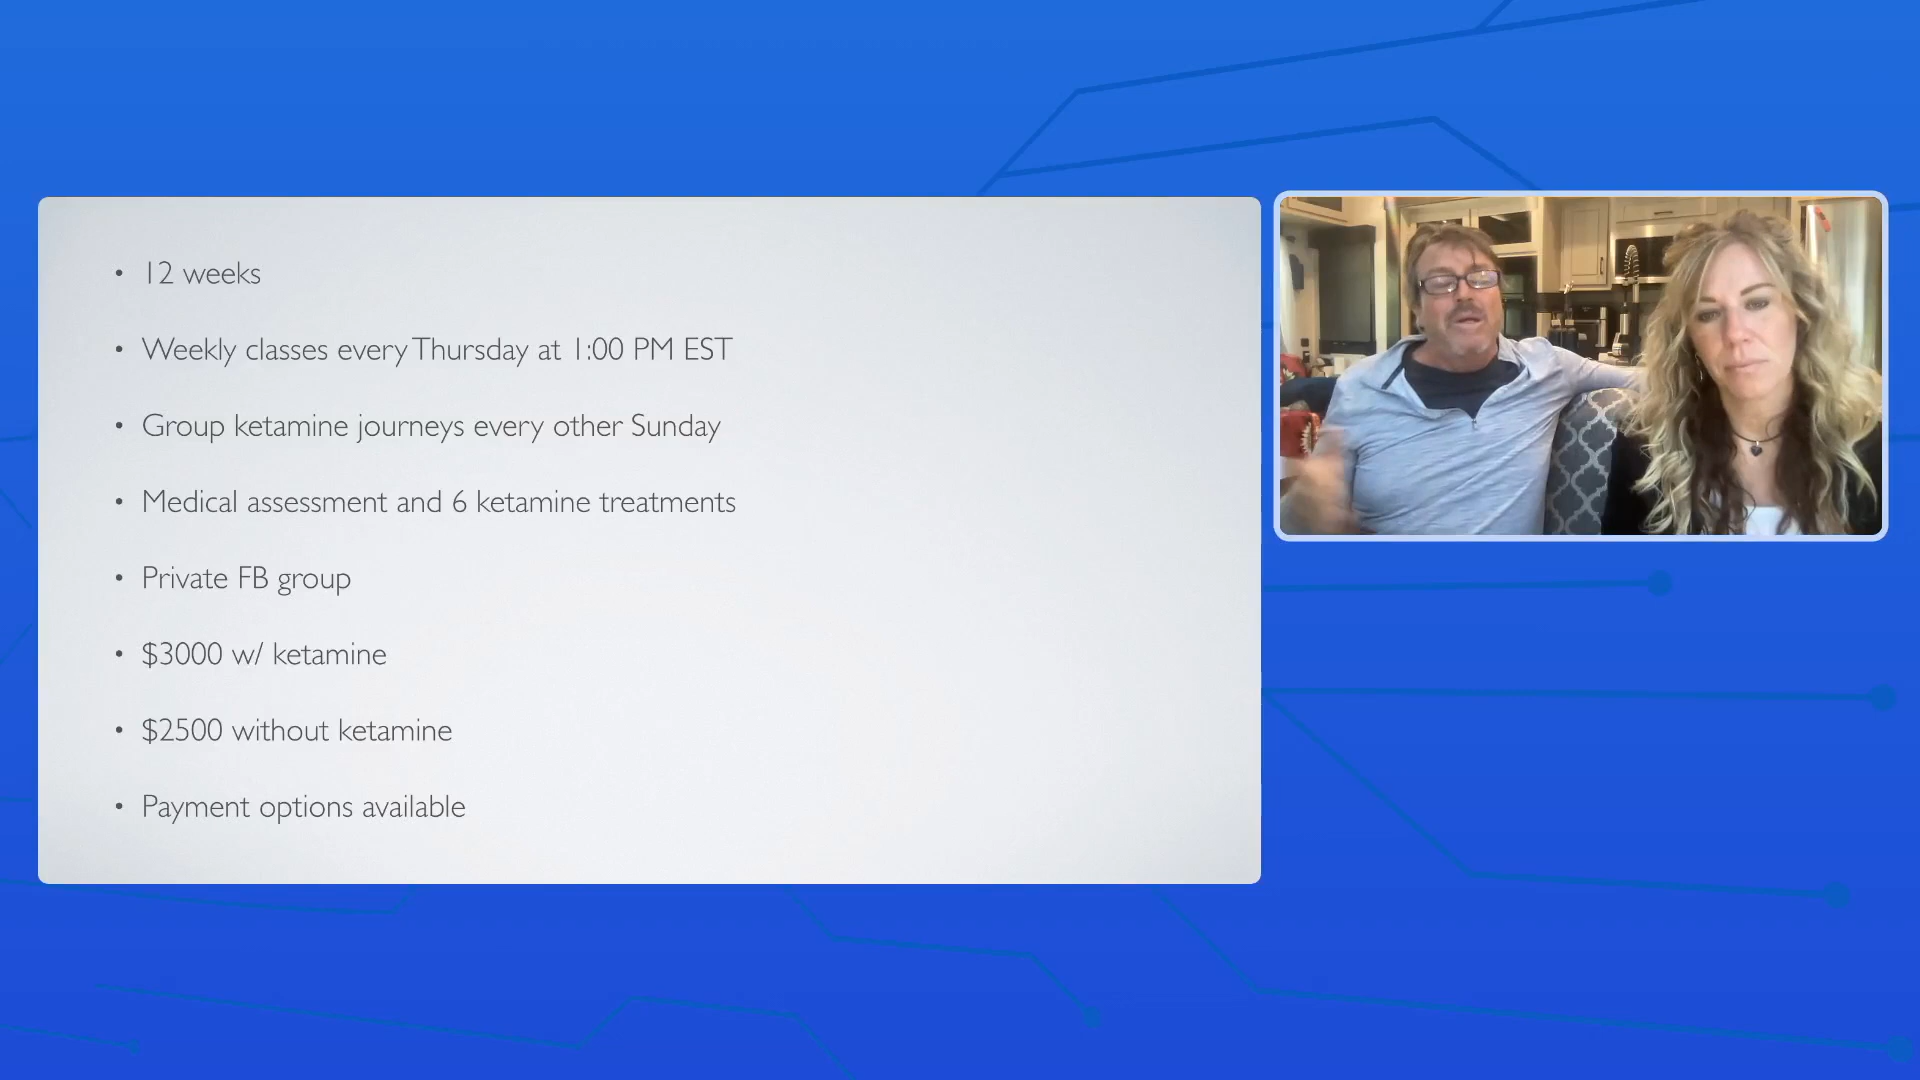 • 12 weeks
• Weekly classes every Thursday at 1:00 PM EST
• Group ketamine journeys every other Sunday
• Medical assessment and 6 ketamine treatments
• Private FB group
• $3000 w/ ketamine
• $2500 without ketamine
• Payment options available